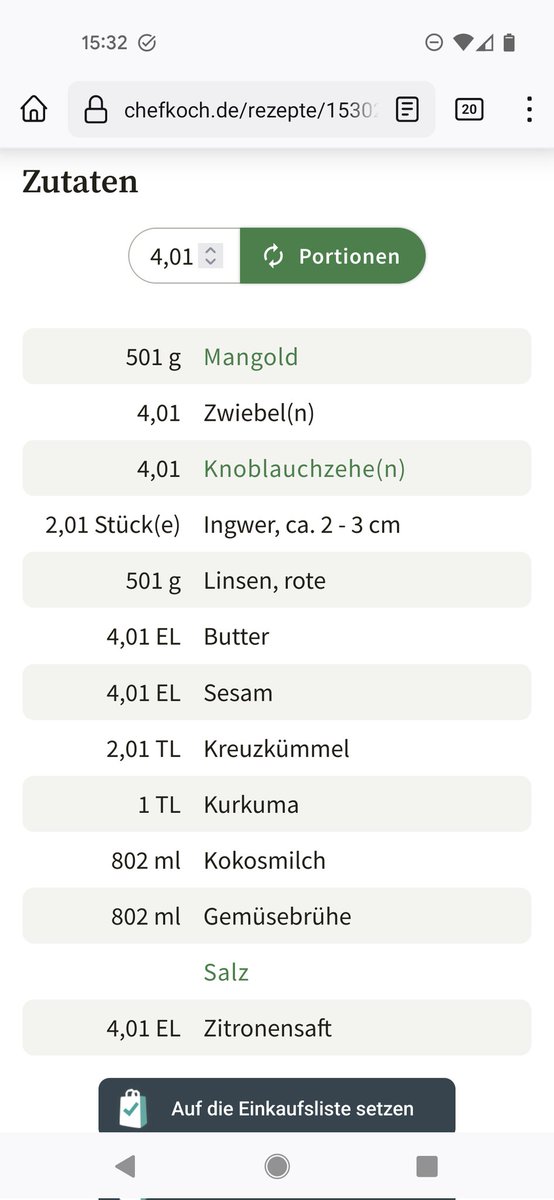 15:32
chefkoch.de/rezepte/1530
20
Zutaten
4,01 Portionen
501 g Mangold
4,01 Zwiebel(n)
4,01 Knoblauchzehe(n)
2,01 Stück(e) Ingwer, ca. 2 - 3 cm
501 g Linsen, rote
4,01 EL Butter
4,01 EL Sesam
2,01 TL Kreuzkümmel
1 TL Kurkuma
802 ml Kokosmilch
802 ml Gemüsebrühe
Salz
4,01 EL Zitronensaft
Auf die Einkaufsliste setzen